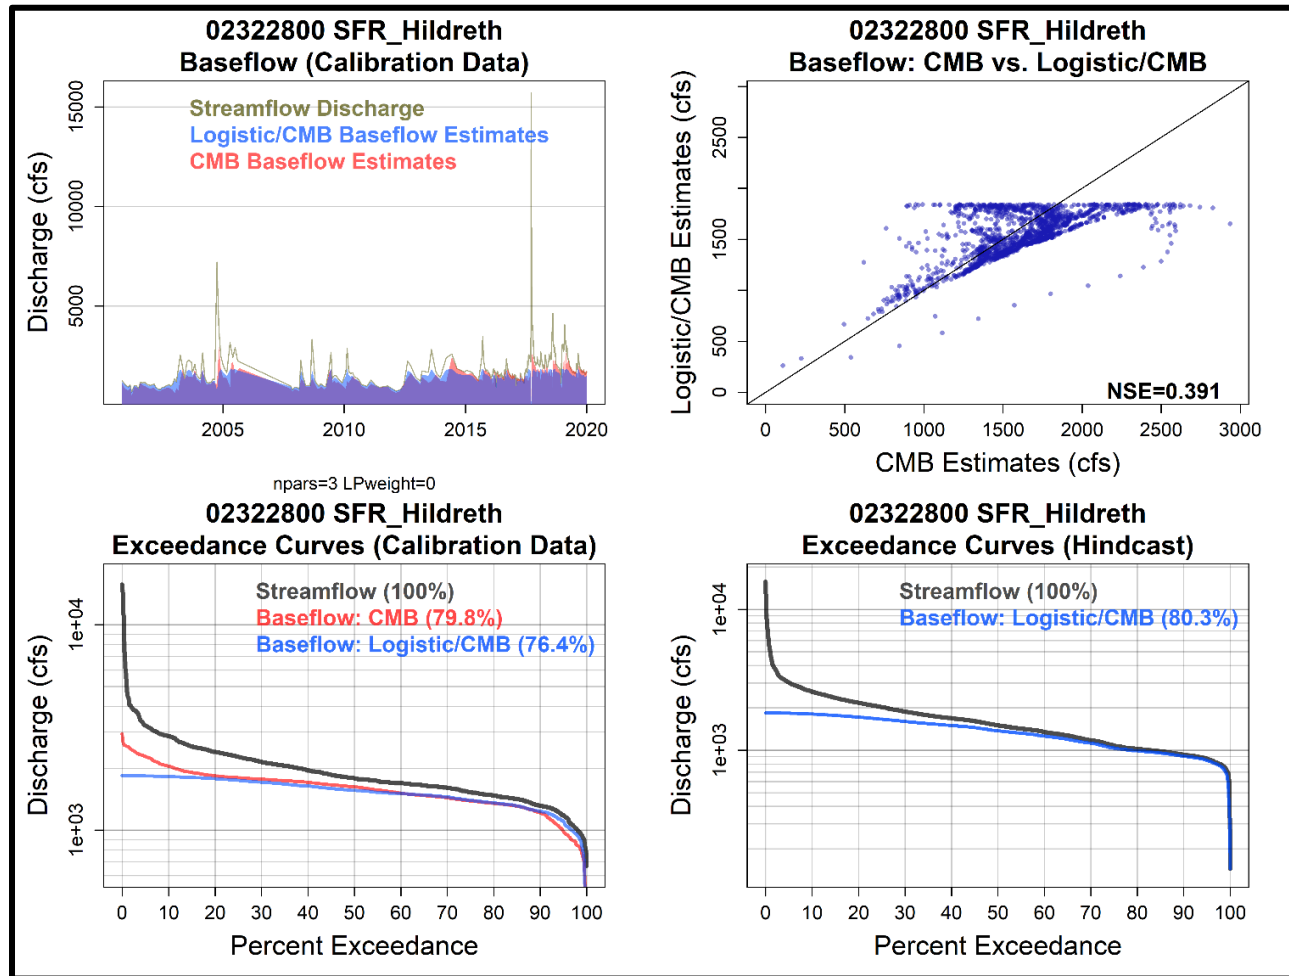 02322800 SFR_Hildreth
Baseflow (Calibration Data)
Streamflow Discharge
Logistic/CMB Baseflow Estimates
CMB Baseflow Estimates
Discharge (cfs)
5000
10000
15000
2005
2010
2015
2020
02322800 SFR_Hildreth
Baseflow: CMB vs. Logistic/CMB
Logistic/CMB Estimates (cfs)
0
500
1500
2500
NSE=0.391
0
500
1000
1500
2000
2500
3000
CMB Estimates (cfs)
npars=3 LPweight=0
02322800 SFR_Hildreth
Exceedance Curves (Calibration Data)
Streamflow (100%)
Baseflow: CMB (79.8%)
Baseflow: Logistic/CMB (76.4%)
Discharge (cfs)
1e+03
1e+04
0
10
20
30
40
50
60
70
80
90
100
Percent Exceedance
02322800 SFR_Hildreth
Exceedance Curves (Hindcast)
Streamflow (100%)
Baseflow: Logistic/CMB (80.3%)
Discharge (cfs)
1e+03
1e+04
0
10
20
30
40
50
60
70
80
90
100
Percent Exceedance